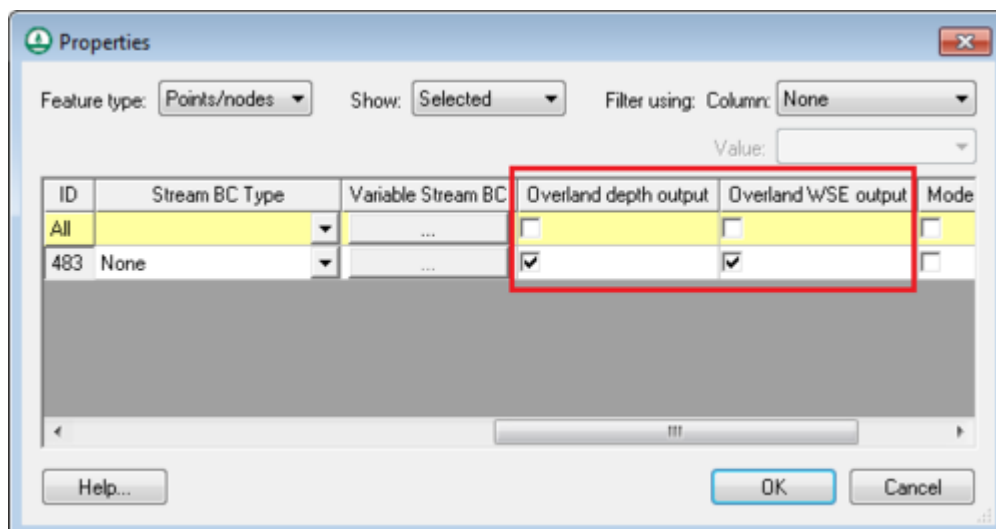 Properties
Feature type: Points/nodes Show: Selected Filter using: Column: None
Value:
ID Stream BC Type Variable Stream BC Overland depth output Overland WSE output Mode
All ...
483 None ...
Help... OK Cancel